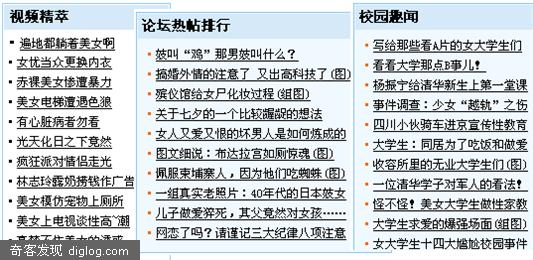 视频精萃
遍地都躺着美女啊
女优当众更换内衣
赤裸美女惨遭暴力
美女电梯遭遇色狼
有心脏病者勿看
光天化日之下竟然
疯狂派对情侣走光
林志玲露奶捞钱作广告
美女模仿宠物上厕所
美女上电视谈性高~潮
论坛热帖排行
妓叫“鸡”那男妓叫什么？
搞婚外情的注意了 又出高科技了(图)
殡仪馆给女尸化妆过程(组图)
关于七夕的一个比较龌龊的想法
女人又爱又恨的坏男人是如何炼成的
图文细说：布达拉宫如厕惊魂(图)
佩服柬埔寨人，因为他们吃蜘蛛(图)
一组真实老照片：40年代的日本妓女
儿子做爱猝死，其父竟然对女孩……
网恋了吗？请谨记三大纪律八项注意
校园趣闻
写给那些看A片的女大学生们
看看大学那点B事儿！
杨振宁给清华新生上第一堂课
事件调查：少女“越轨”之伤
四川小伙骑车进京宣传性教育
大学生：同居为了吃饭和做爱
收容所里的无业大学生们(图)
一位清华学子对军人的看法！
怪不怪！美女大学生做性家教
大学生求爱的爆强场面(组图)
女大学生十四大尴尬校园事件
奇客发现 diglog.com